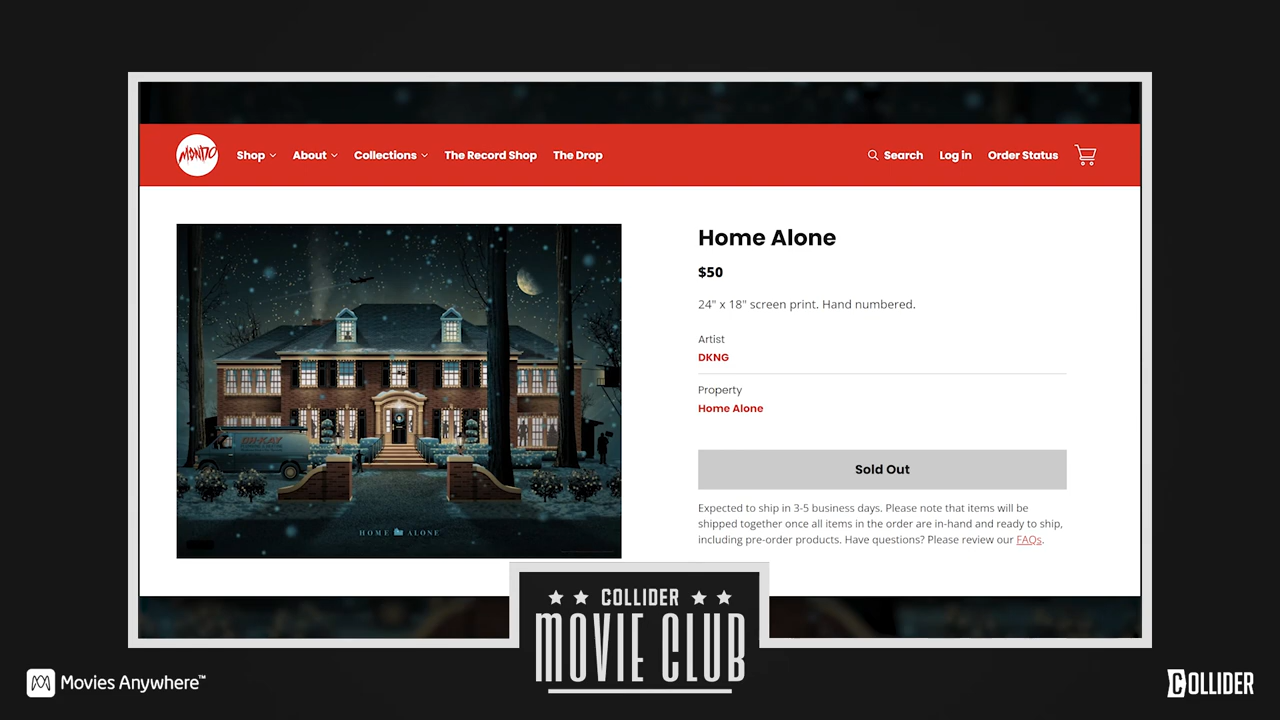 MONDO
Shop About Collections The Record Shop The Drop
Search Log in Order Status
OH-KAY
HOME ALONE
Home Alone
$50
24" x 18" screen print. Hand numbered.
Artist
DKNG
Property
Home Alone
Sold Out
Expected to ship in 3-5 business days. Please note that items will be
shipped together once all items in the order are in-hand and ready to ship,
including pre-order products. Have questions? Please review our FAQs.
COLLIDER
MOVIE CLUB
Movies Anywhere™
COLLIDER